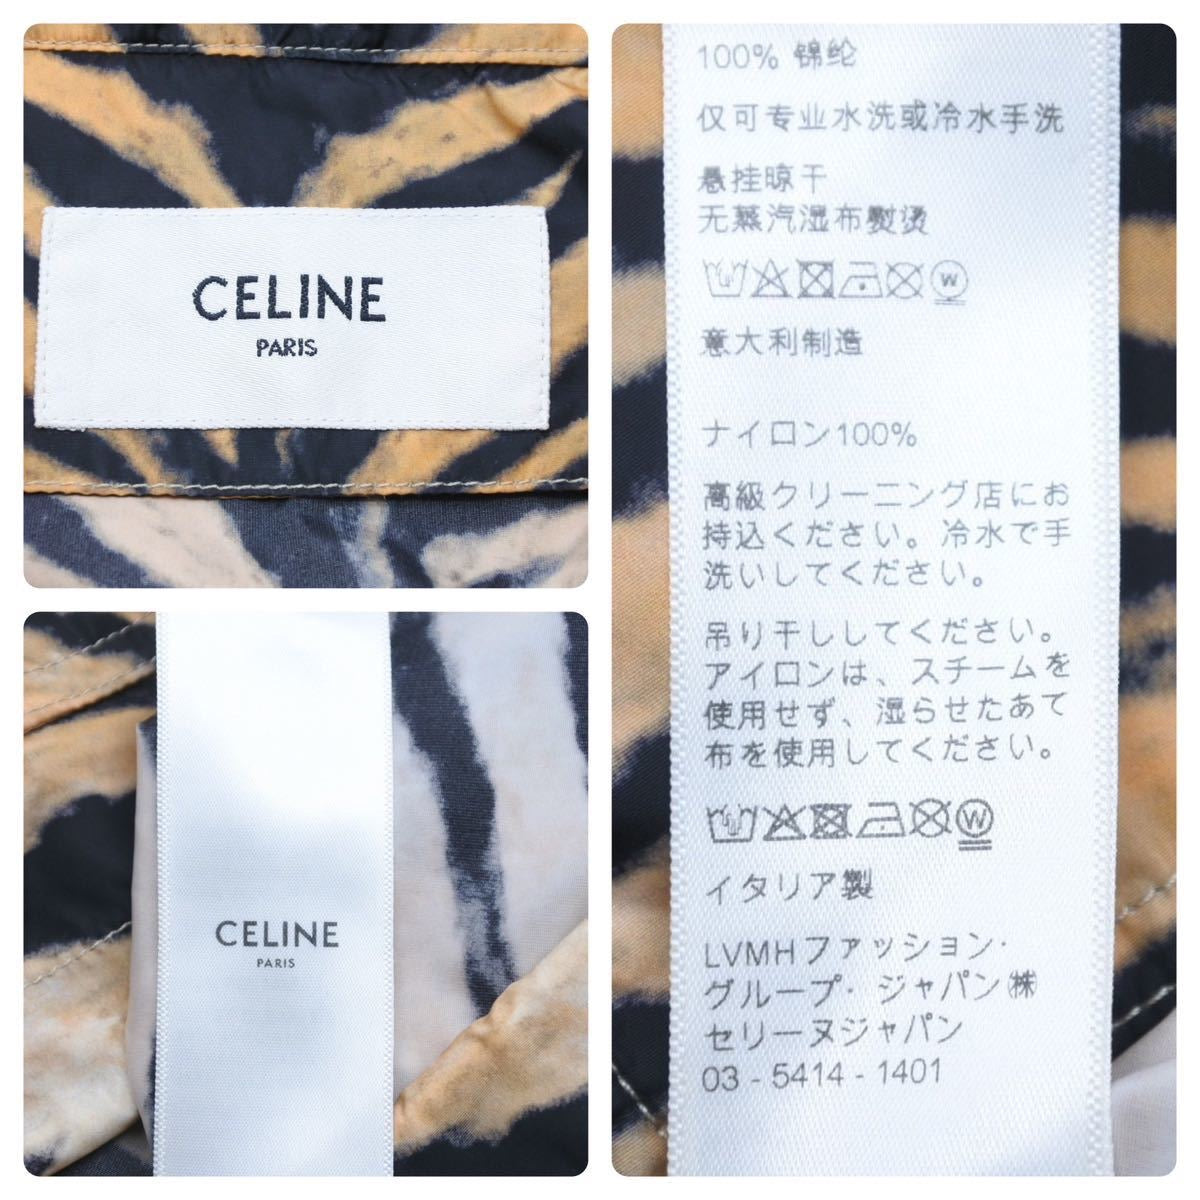 CELINE
PARIS
CELINE
PARIS
100% 锦纶
仅可专业水洗或冷水手洗
悬挂晾干
无蒸汽湿布熨烫
W
意大利制造
ナイロン100%
高級クリーニング店にお
持込ください。冷水で手
洗いしてください。
吊り干ししてください。
アイロンは、スチームを
使用せず、湿らせたあて
布を使用してください。
W
イタリア製
LVMHファッション·
グループ· ジャパン㈱
セリーヌジャパン
03 - 5414 - 1401